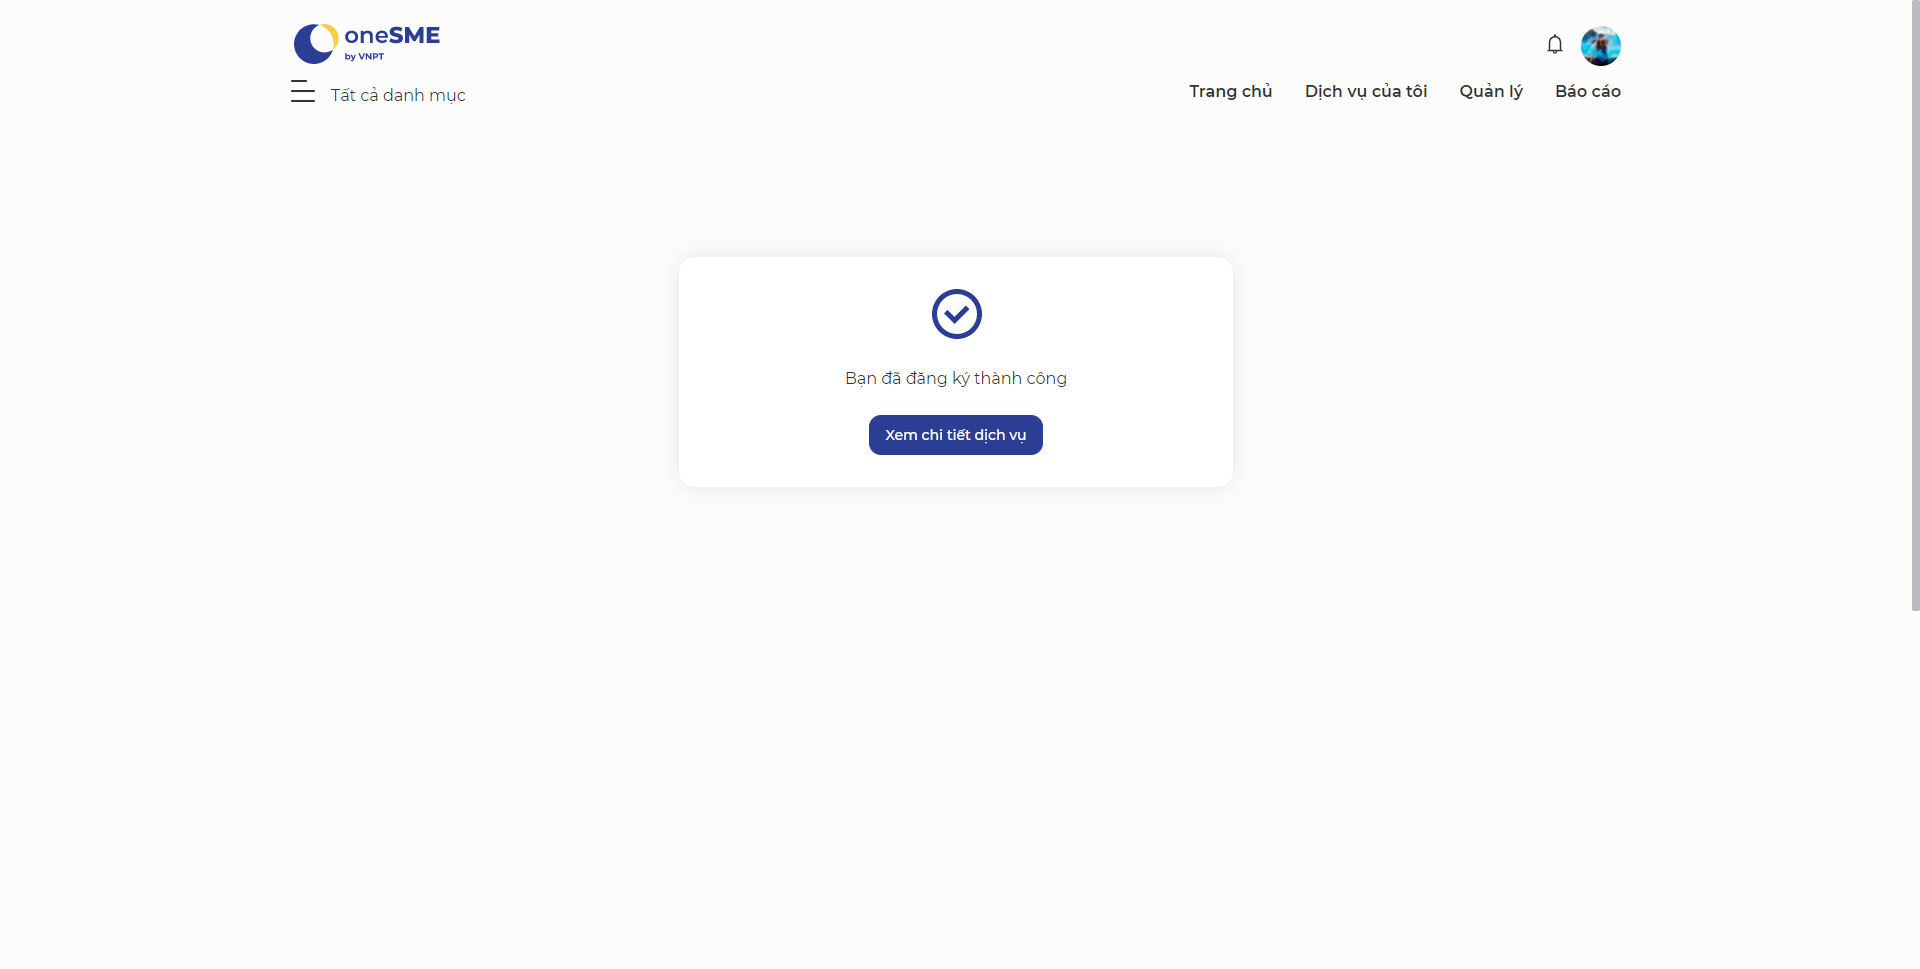 oneSME
by VNPT
Tất cả danh mục
Trang chủ
Dịch vụ của tôi
Quản lý
Báo cáo
Bạn đã đăng ký thành công
Xem chi tiết dịch vụ